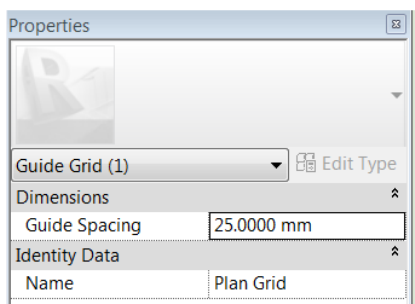 Properties
Guide Grid (1) Edit Type
Dimensions
Guide Spacing 25.0000 mm
Identity Data
Name Plan Grid